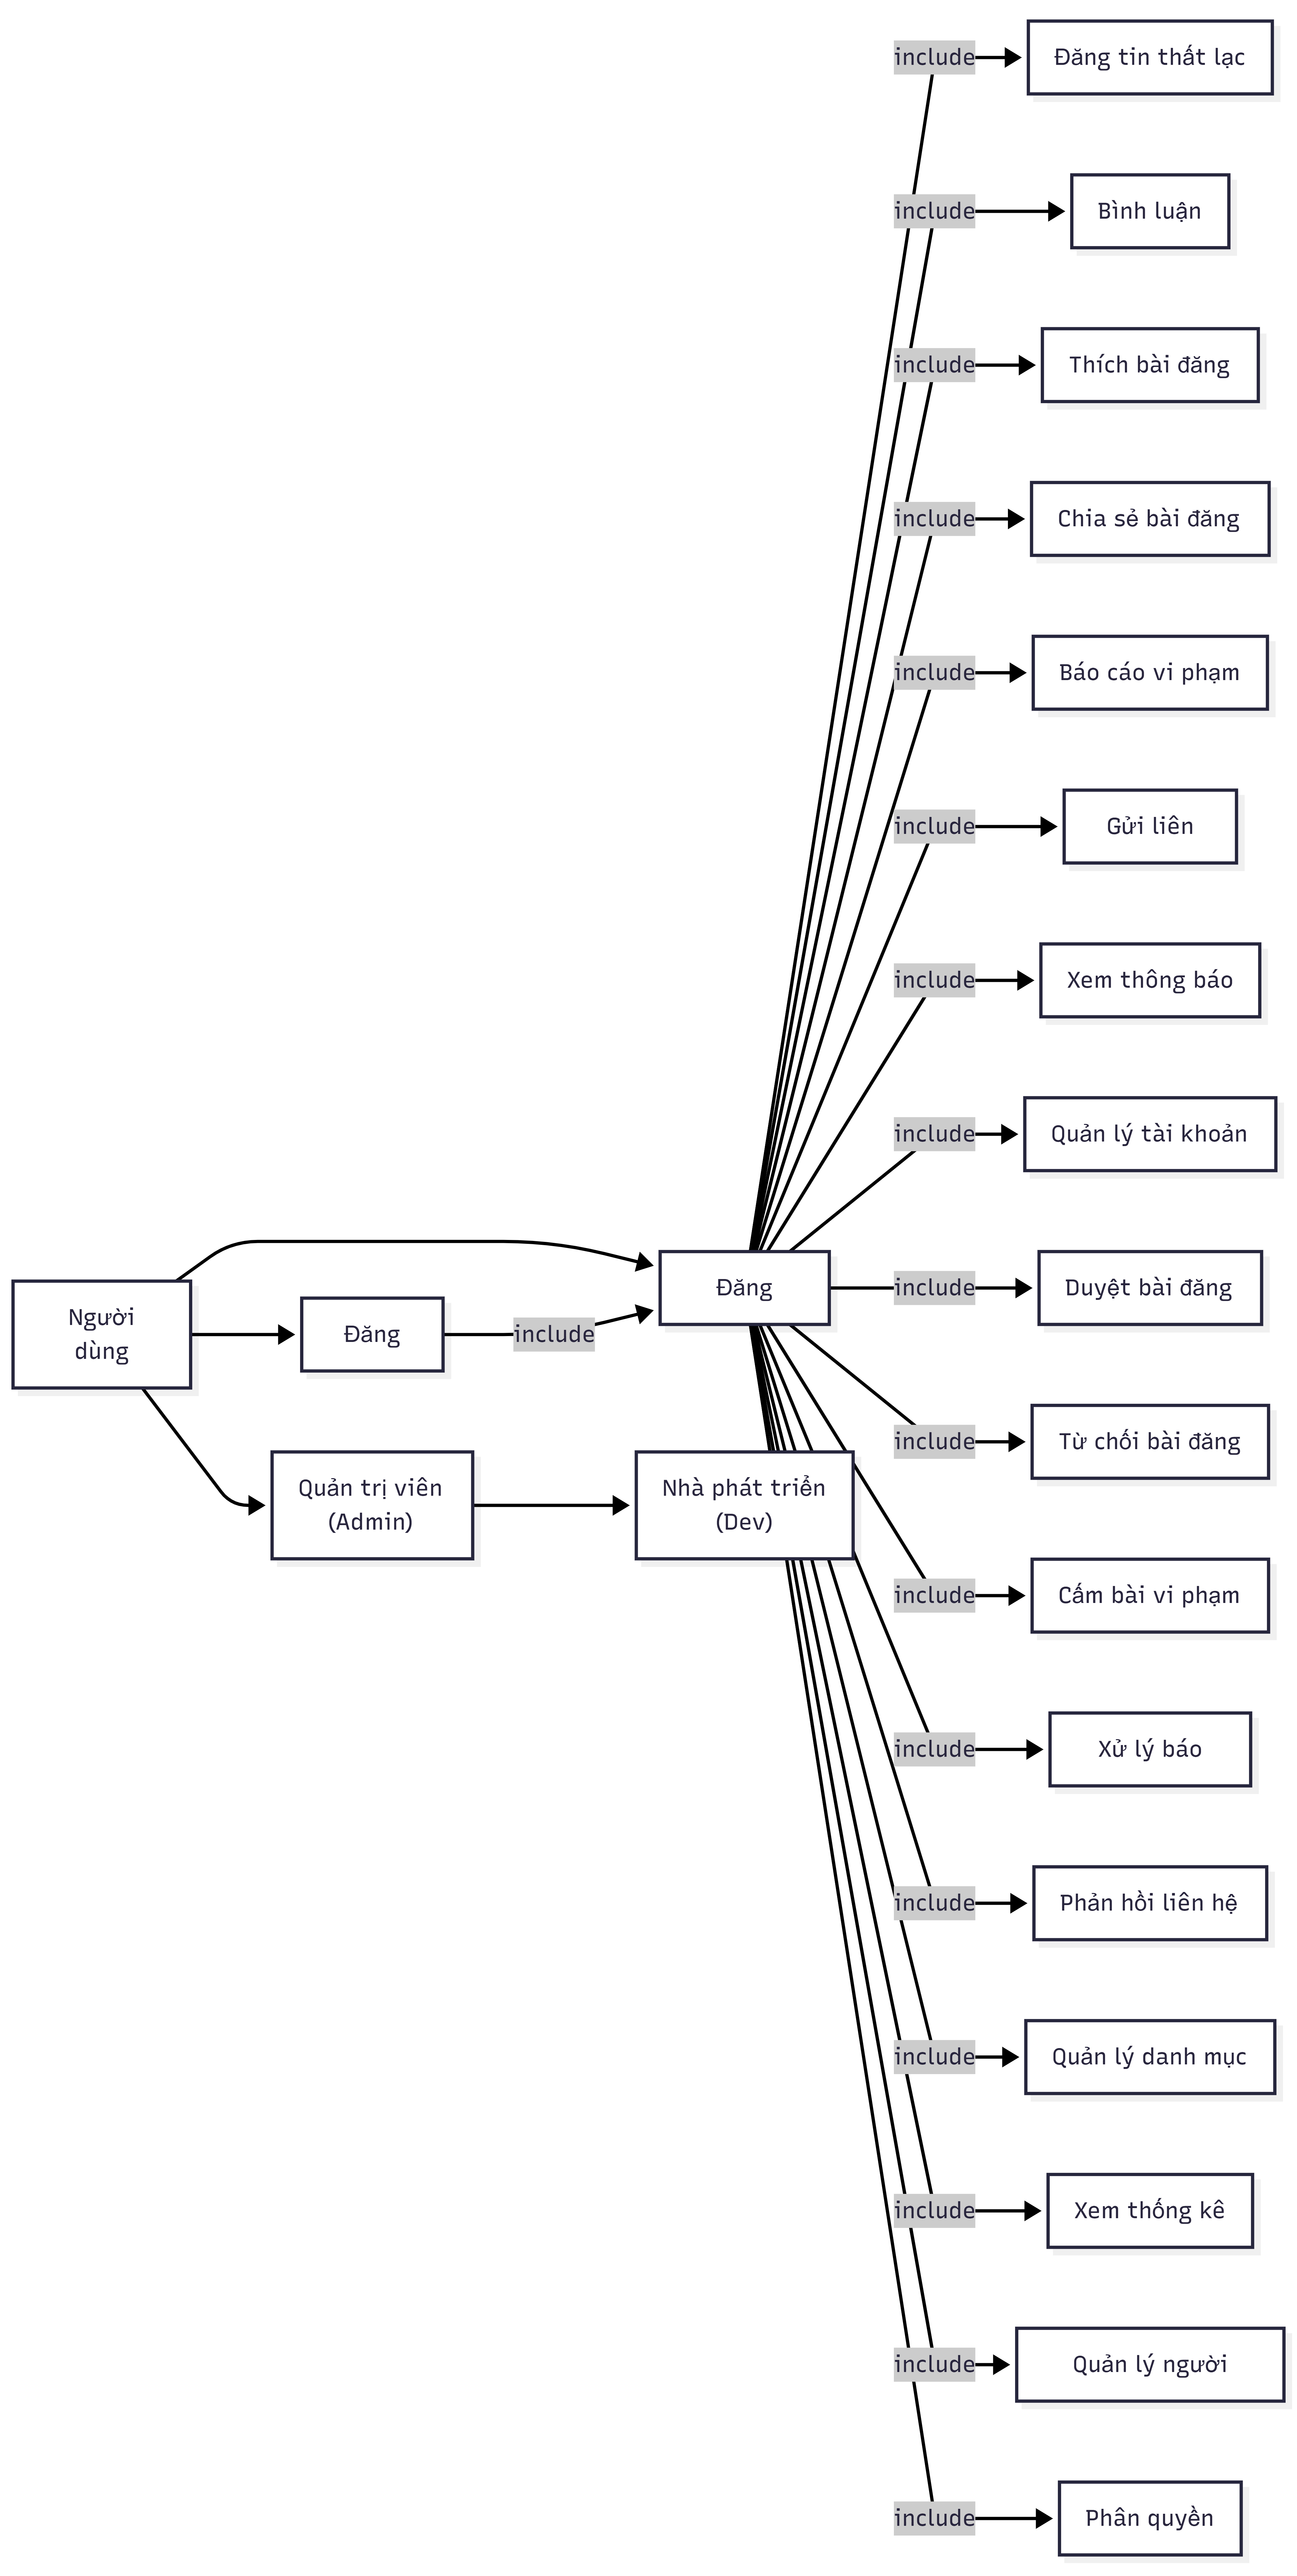 include
Đăng tin thất lạc
include
Bình luận
include
Thích bài đăng
include
Chia sẻ bài đăng
include
Báo cáo vi phạm
include
Gửi liên
include
Xem thông báo
include
Quản lý tài khoản
Người
dùng
Đăng
include
Đăng
include
Duyệt bài đăng
include
Từ chối bài đăng
Quản trị viên
(Admin)
Nhà phát triển
(Dev)
include
Cấm bài vi phạm
include
Xử lý báo
include
Phản hồi liên hệ
include
Quản lý danh mục
include
Xem thống kê
include
Quản lý người
include
Phân quyền